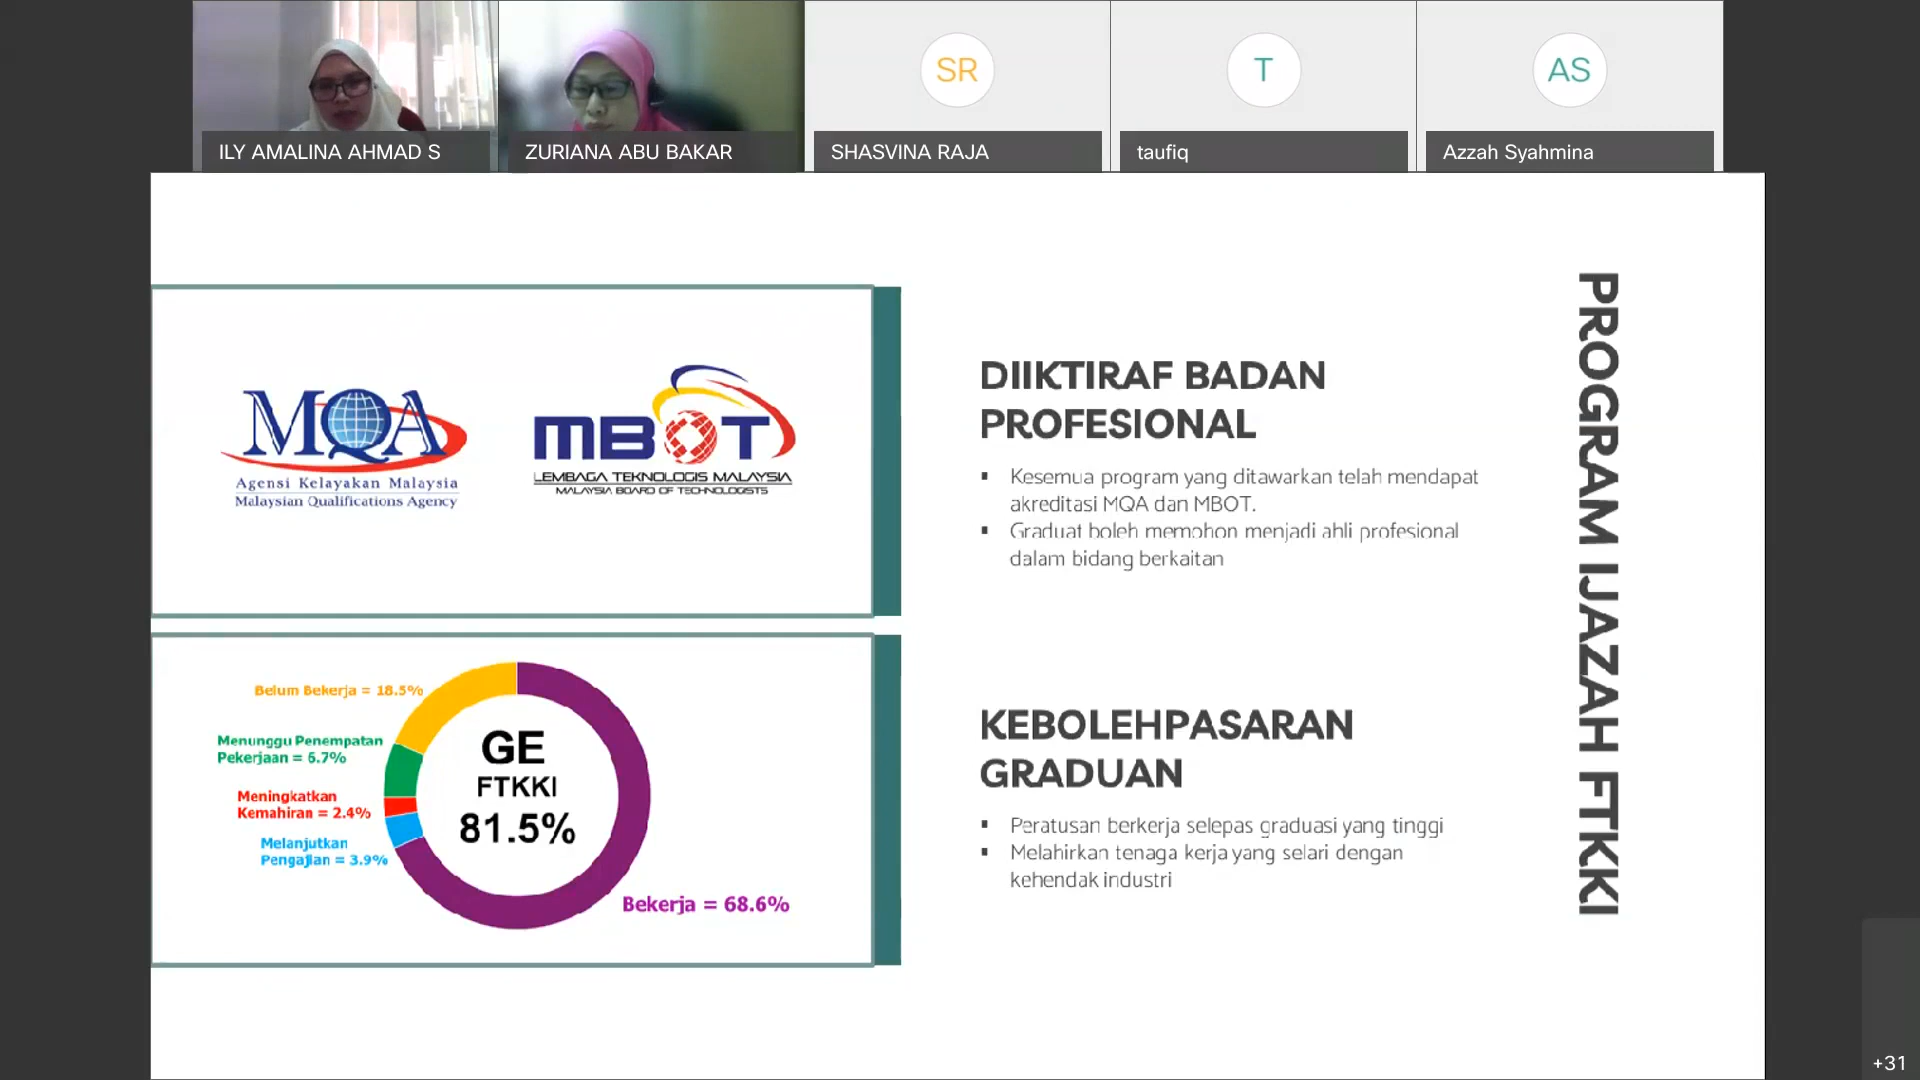 ILY AMALINA AHMAD S
ZURIANA ABU BAKAR
SR
SHASVINA RAJA
T
taufiq
AS
Azzah Syahmina
MQA
Agensi Kelayakan Malaysia
Malaysian Qualifications Agency
MBOT
LEMBAGA TEKNOLOGIS MALAYSIA
MALAYSIA BOARD OF TECHNOLOGISTS
DIIKTIRAF BADAN
PROFESIONAL
▪ Kesemua program yang ditawarkan telah mendapat
akreditasi MQA dan MBOT.
▪ Graduat boleh memohon menjadi ahli profesional
dalam bidang berkaitan
PROGRAM IJAZAH FTKKI
Belum Bekerja = 18.5%
Menunggu Penempatan
Pekerjaan = 6.7%
Meningkatkan
Kemahiran = 2.4%
Melanjutkan
Pengajian = 3.9%
GE
FTKKI
81.5%
Bekerja = 68.6%
KEBOLEHPASARAN
GRADUAN
▪ Peratusan berkerja selepas graduasi yang tinggi
▪ Melahirkan tenaga kerja yang selari dengan
kehendak industri
+31